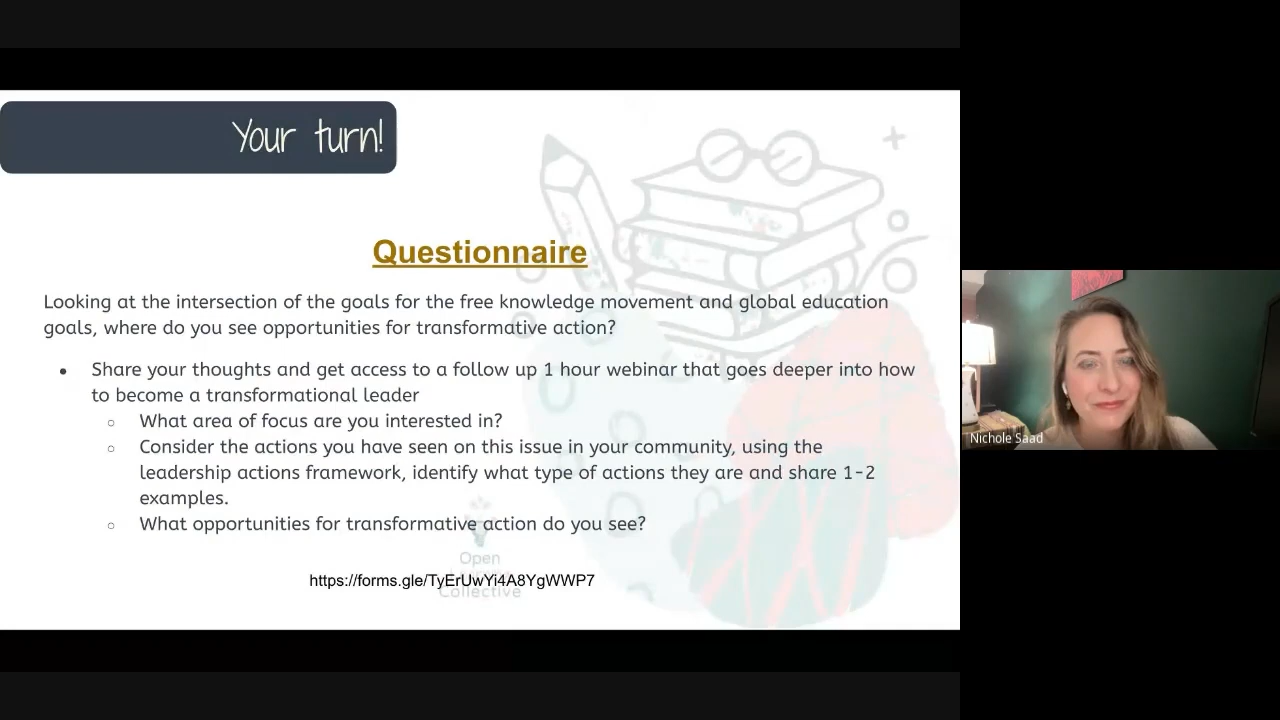 Your turn!
Questionnaire
Looking at the intersection of the goals for the free knowledge movement and global education
goals, where do you see opportunities for transformative action?
● Share your thoughts and get access to a follow up 1 hour webinar that goes deeper into how
to become a transformational leader
○ What area of focus are you interested in?
○ Consider the actions you have seen on this issue in your community, using the
leadership actions framework, identify what type of actions they are and share 1-2
examples.
○ What opportunities for transformative action do you see?
Open
https://forms.gle/TyErUwYi4A8YgWWP7
Collective
Nichole Saad